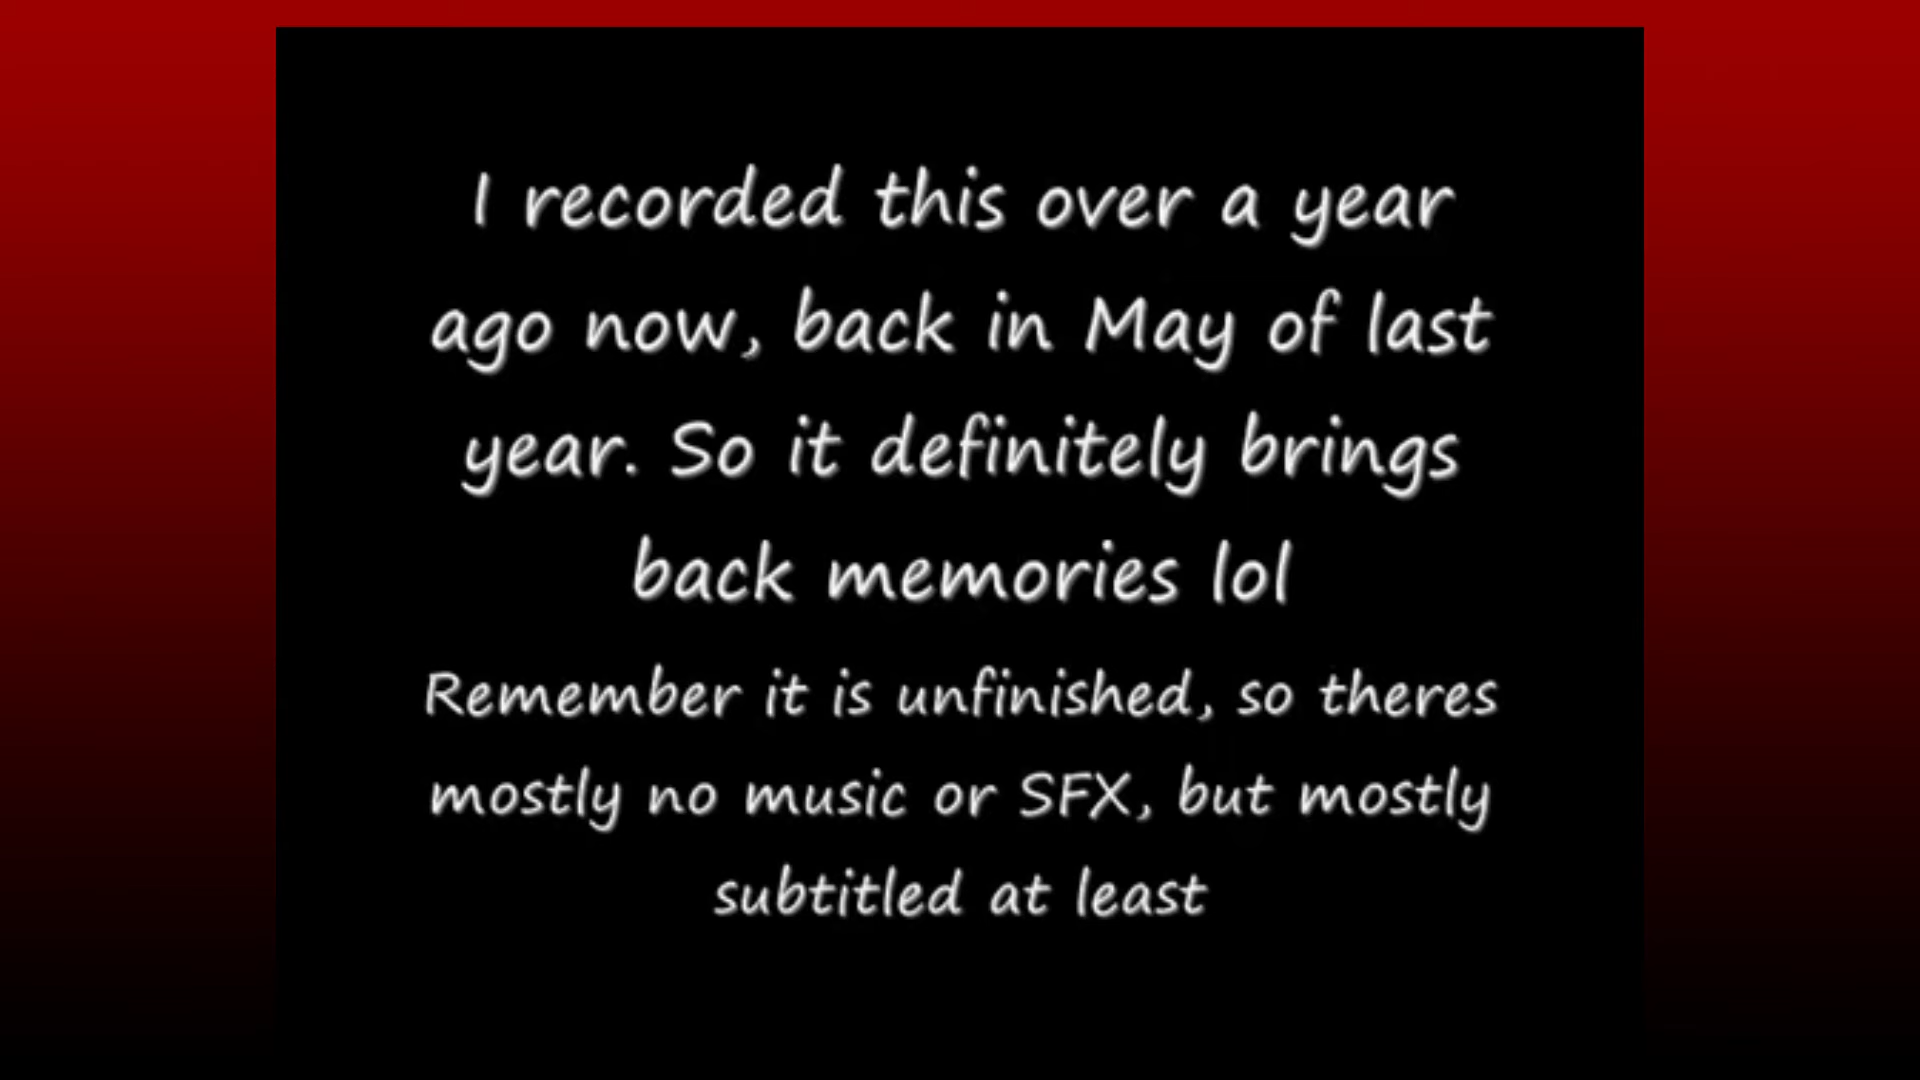 I recorded this over a year
ago now, back in May of last
year. So it definitely brings
back memories lol
Remember it is unfinished, so theres
mostly no music or SFX, but mostly
subtitled at least